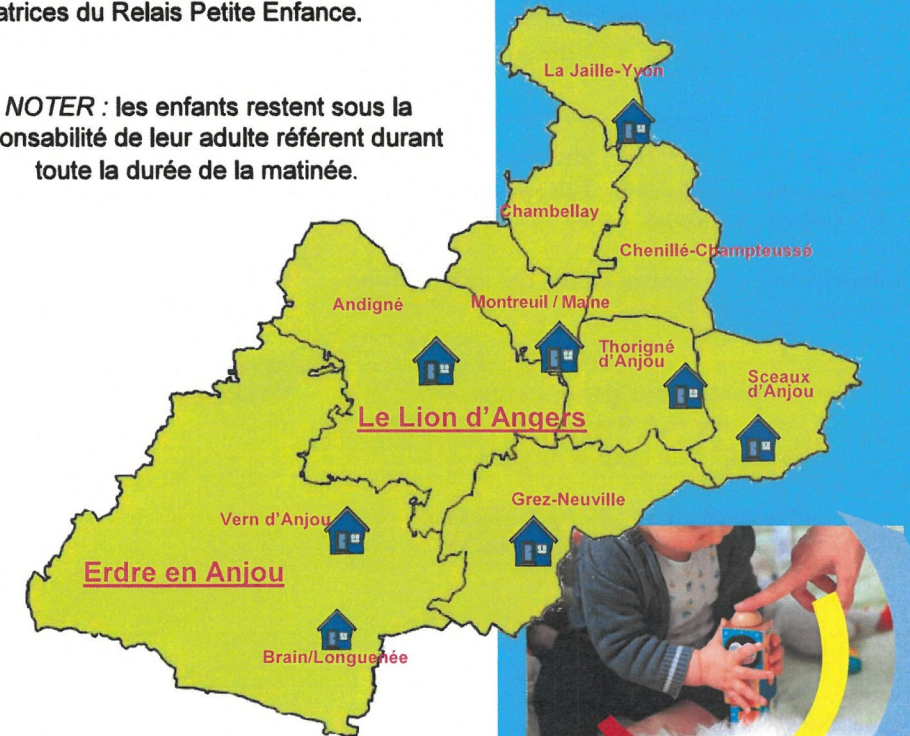 du Relais Petite Enfance.
NOTER : les enfants restent sous la
de leur adulte référent durant
toute la durée de la matinée.
La Jaille-Yvon
Chambellay
Chenillé-Champteussé
Andigné
Montreuil / Maine
Thorigné
d'Anjou
Sceaux
d'Anjou
Le Lion d'Angers
Grez-Neuville
Vern d'Anjou
Erdre en Anjou
Brain/Longuenée